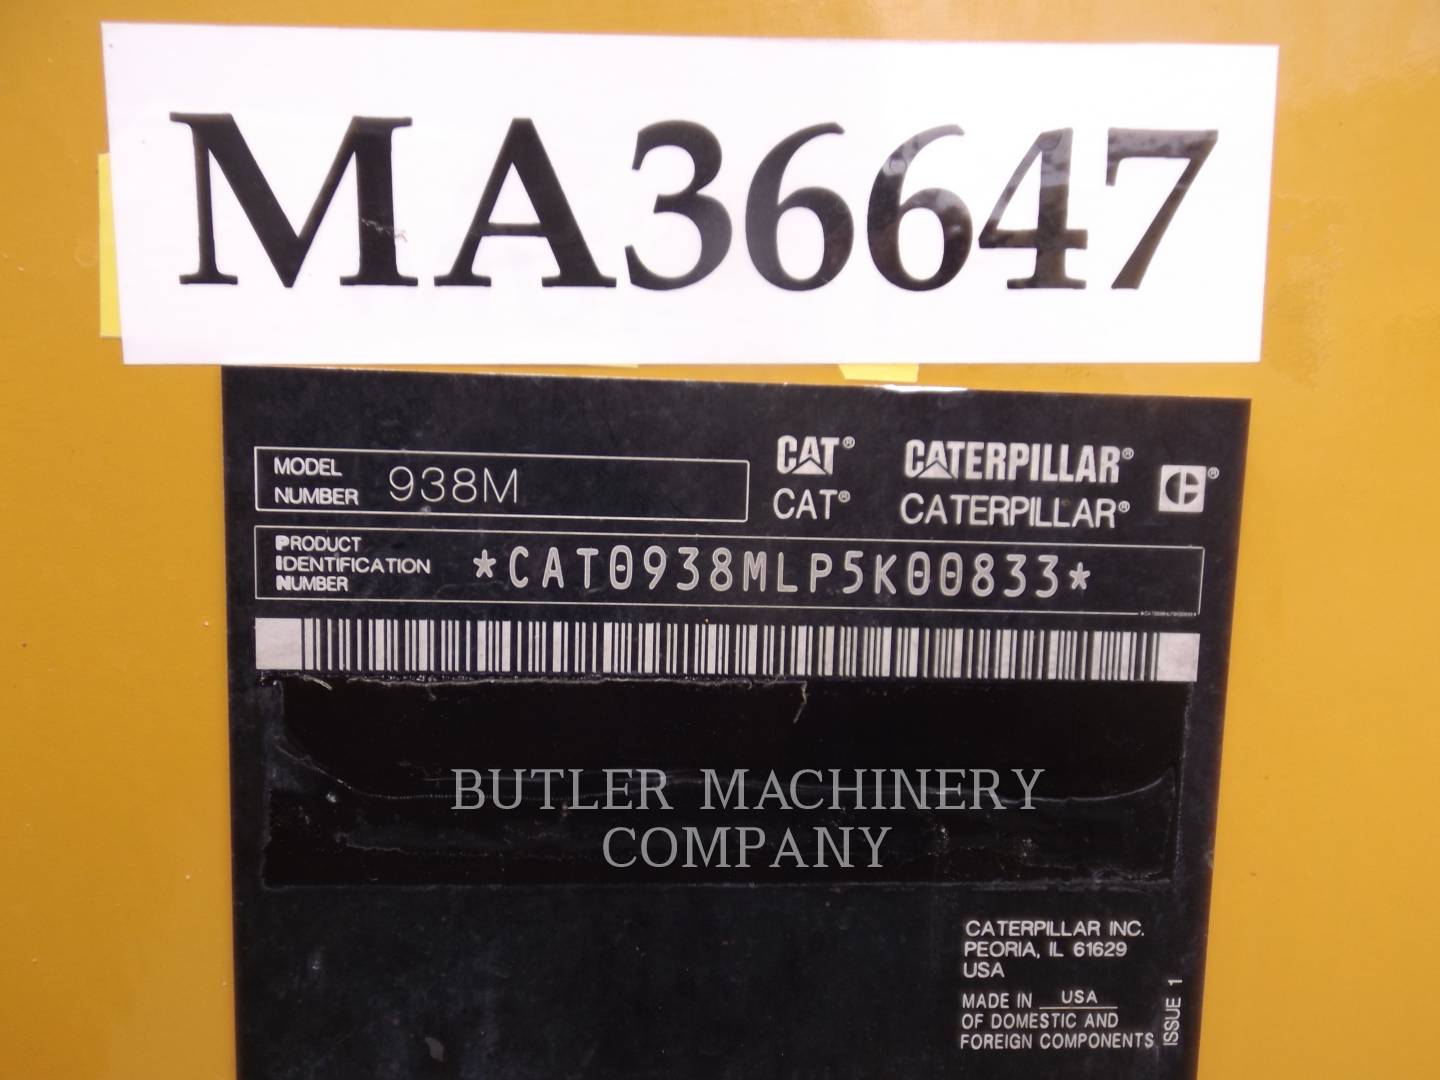 MA36647
MODEL NUMBER 938M
CAT® CATERPILLAR® CE®
CAT® CATERPILLAR®
PRODUCT IDENTIFICATION NUMBER *CAT0938MLP5K00833*
BUTLER MACHINERY
COMPANY
CATERPILLAR INC.
PEORIA, IL 61629
USA
MADE IN USA
OF DOMESTIC AND
FOREIGN COMPONENTS
ISSUE 1